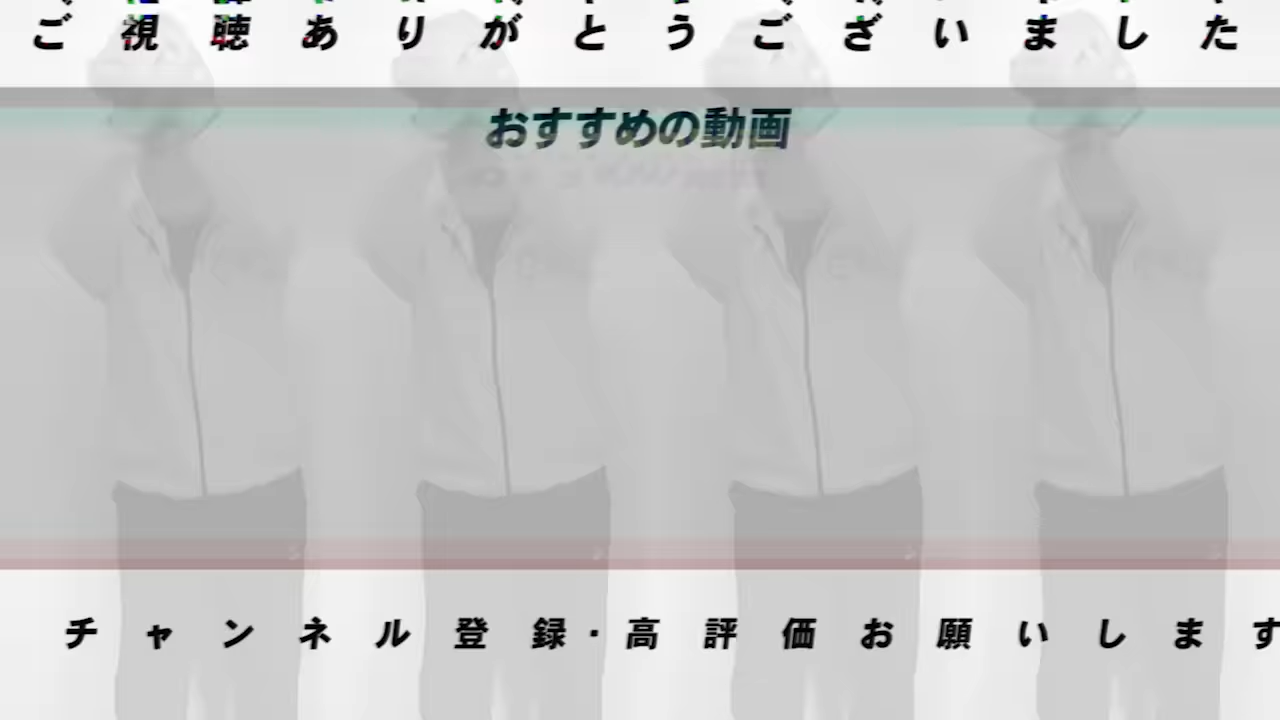 ご視聴ありがとうございました
おすすめの動画
チャンネル登録・高評価お願いします